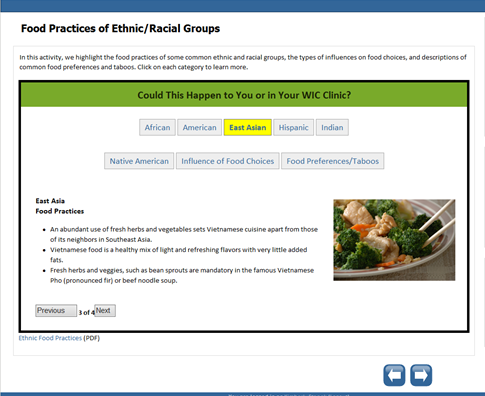 Food Practices of Ethnic/Racial Groups
In this activity, we highlight the food practices of some common ethnic and racial groups, the types of influences on food choices, and descriptions of
common food preferences and taboos. Click on each category to learn more.
Could This Happen to You or in Your WIC Clinic?
African American East Asian Hispanic Indian
Native American Influence of Food Choices Food Preferences/Taboos
East Asia
Food Practices
• An abundant use of fresh herbs and vegetables sets Vietnamese cuisine apart from those
of its neighbors in Southeast Asia.
• Vietnamese food is a healthy mix of light and refreshing flavors with very little added
fats.
• Fresh herbs and veggies, such as bean sprouts are mandatory in the famous Vietnamese
Pho (pronounced fir) or beef noodle soup.
Previous 3 of 4 Next
Ethnic Food Practices (PDF)